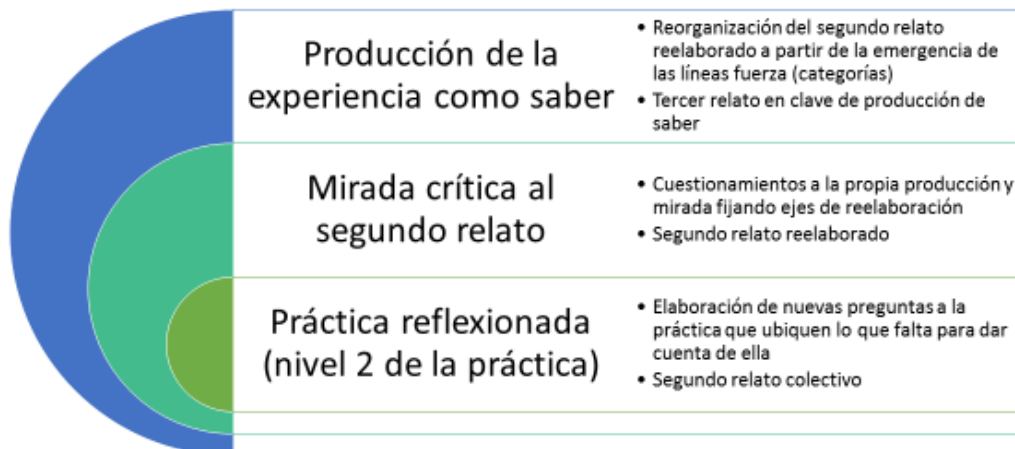 Producción de la
experiencia como saber
• Reorganización del segundo relato
reelaborado a partir de la emergencia de
las líneas fuerza (categorías)
• Tercer relato en clave de producción de
saber
Mirada crítica al
segundo relato
• Cuestionamientos a la propia producción y
mirada fijando ejes de reelaboración
• Segundo relato reelaborado
Práctica reflexionada
(nivel 2 de la práctica)
• Elaboración de nuevas preguntas a la
práctica que ubiquen lo que falta para dar
cuenta de ella
• Segundo relato colectivo